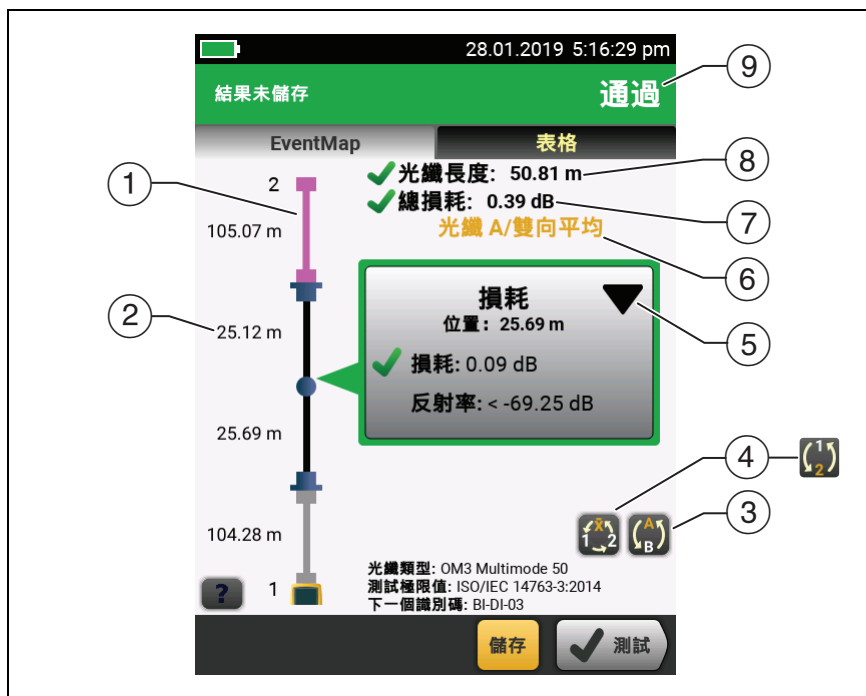 28.01.2019 5:16:29 pm
結果未儲存
通過
9
EventMap
表格
光纖長度: 50.81 m
8
總損耗: 0.39 dB
7
光纖 A/雙向平均
6
1
2
105.07 m
2
25.12 m
損耗
位置: 25.69 m
5
損耗: 0.09 dB
反射率: < -69.25 dB
25.69 m
4
1
2
x̄
1 2
A
B
3
104.28 m
光纖類型: OM3 Multimode 50
測試極限值: ISO/IEC 14763-3:2014
下一個識別碼: BI-DI-03
?
1
儲存
測試